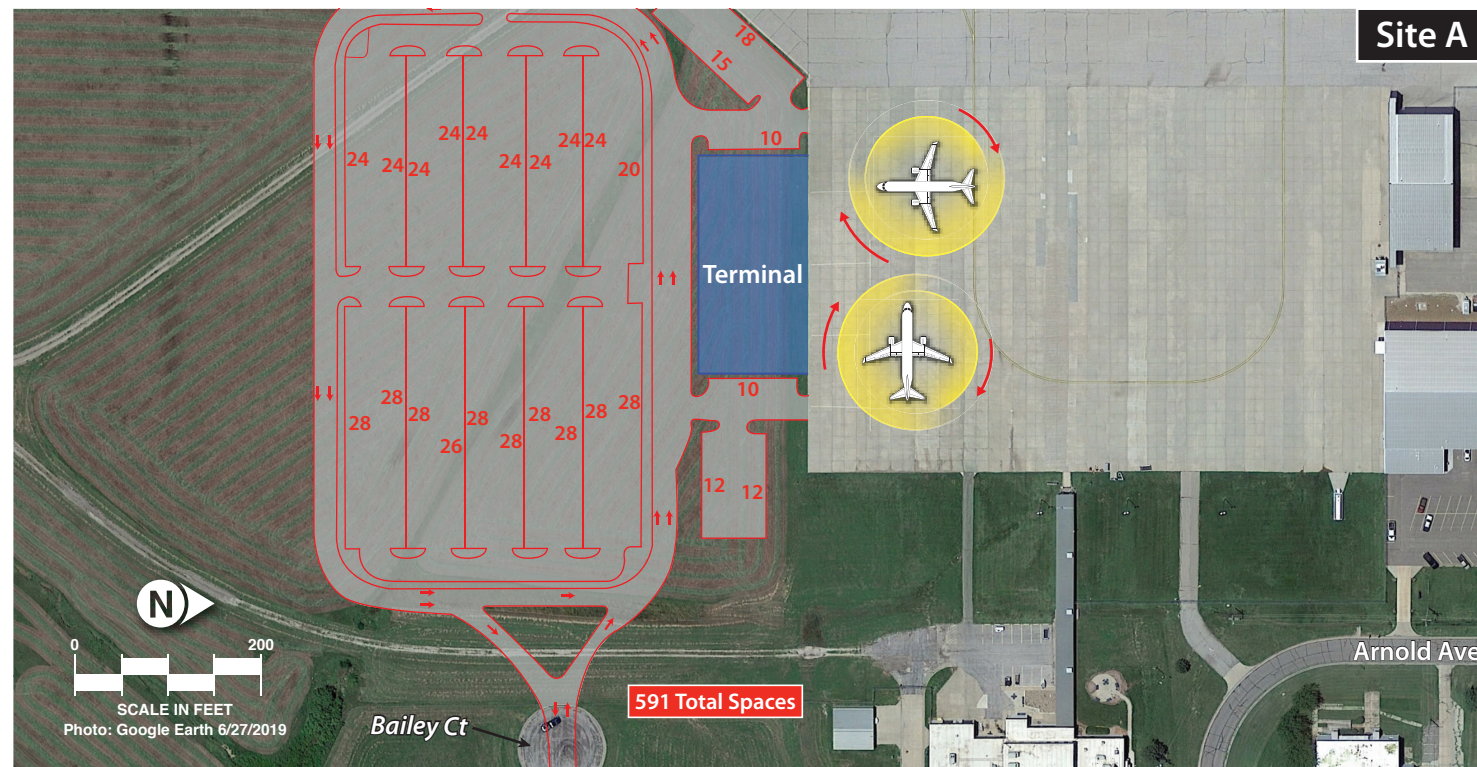 Site A
18
15
10
24 24 24 24 24 24 24 24 24 20
Terminal
10
28 28 28 26 28 28 28 28 28 28
12 12
N
0 200
SCALE IN FEET
Photo: Google Earth 6/27/2019
Bailey Ct
591 Total Spaces
Arnold Ave